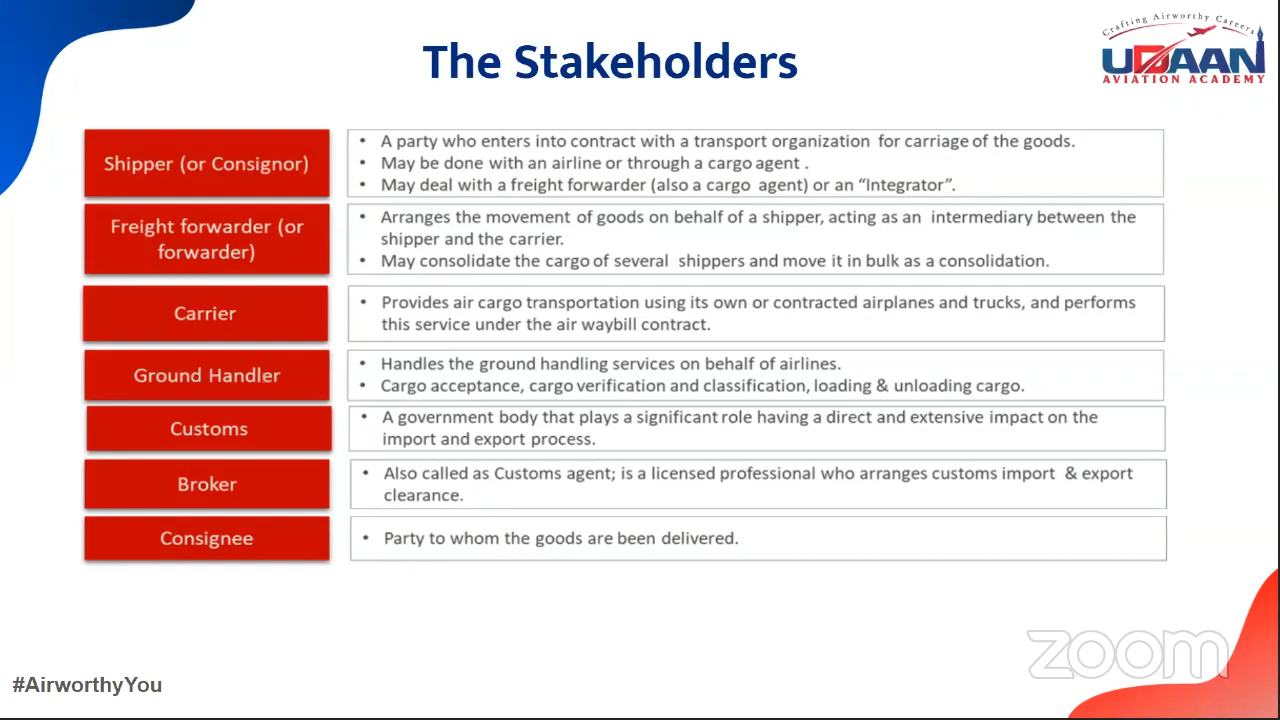 The Stakeholders
Crafting Airworthy Careers
UDAAN
AVIATION ACADEMY
Shipper (or Consignor)
• A party who enters into contract with a transport organization for carriage of the goods.
• May be done with an airline or through a cargo agent .
• May deal with a freight forwarder (also a cargo agent) or an “Integrator”.
Freight forwarder (or
forwarder)
• Arranges the movement of goods on behalf of a shipper, acting as an intermediary between the
shipper and the carrier.
• May consolidate the cargo of several shippers and move it in bulk as a consolidation.
Carrier
• Provides air cargo transportation using its own or contracted airplanes and trucks, and performs
this service under the air waybill contract.
Ground Handler
• Handles the ground handling services on behalf of airlines.
• Cargo acceptance, cargo verification and classification, loading & unloading cargo.
Customs
• A government body that plays a significant role having a direct and extensive impact on the
import and export process.
Broker
• Also called as Customs agent; is a licensed professional who arranges customs import & export
clearance.
Consignee
• Party to whom the goods are been delivered.
zoom
#AirworthyYou